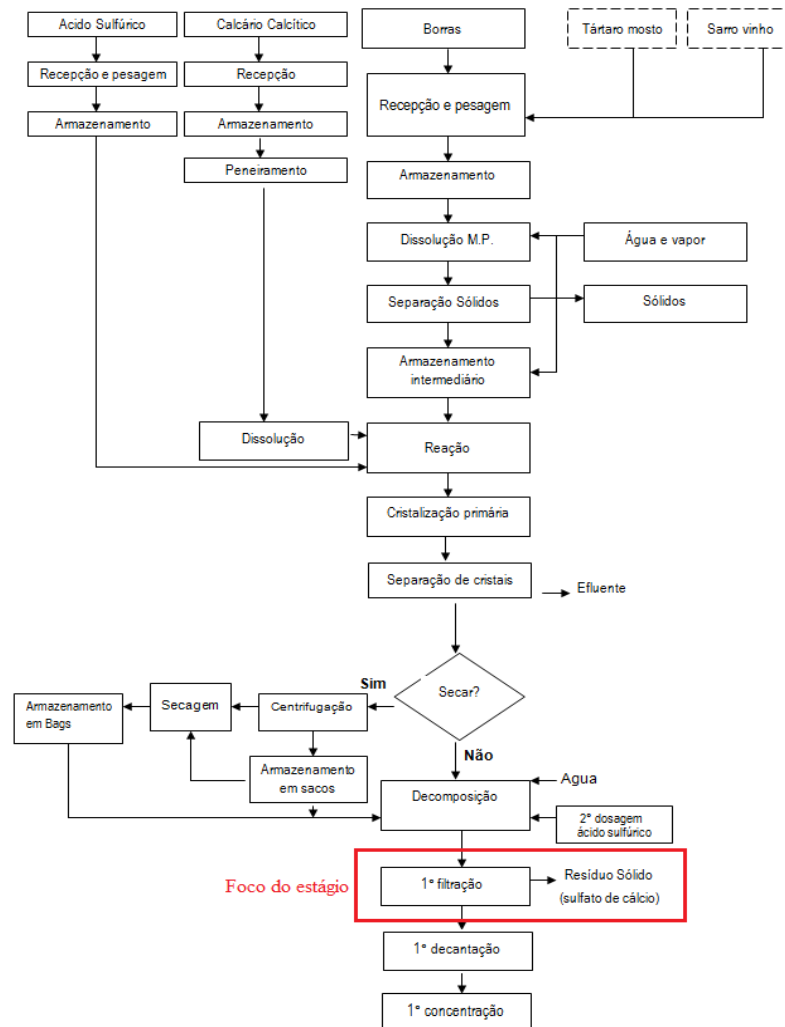 Acido Sulfúrico
Calcário Calcítico
Borras
Tártaro mosto
Sarro vinho
Recepção e pesagem
Recepção
Recepção e pesagem
Armazenamento
Armazenamento
Peneiramento
Armazenamento
Dissolução M.P.
Água e vapor
Separação Sólidos
Sólidos
Armazenamento
intermediário
Dissolução
Reação
Cristalização primária
Separação de cristais
Efluente
Secar?
Sim
Não
Armazenamento
em Bags
Secagem
Centrifugação
Armazenamento
em sacos
Decomposição
Agua
2° dosagem
ácido sulfúrico
Foco do estágio
1° filtração
Resíduo Sólido
(sulfato de cálcio)
1° decantação
1° concentração